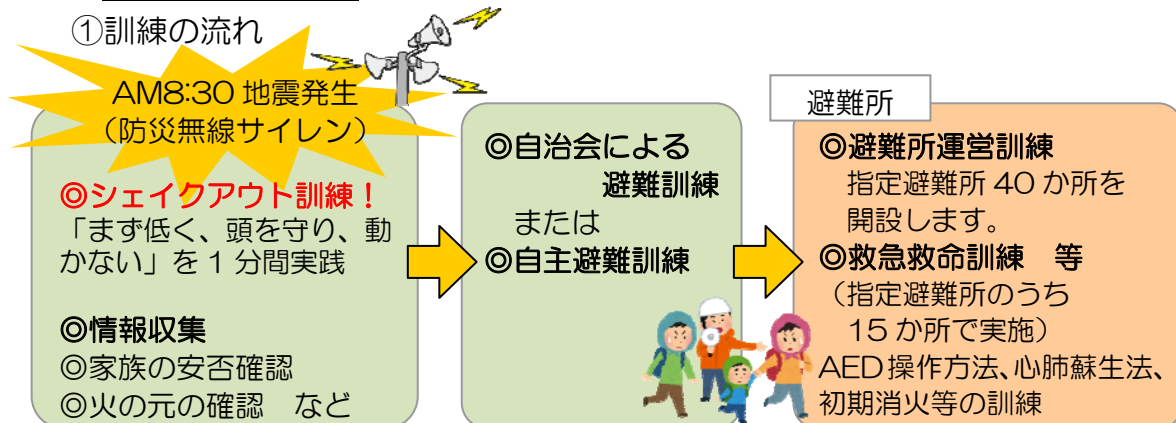 ①訓練の流れ
AM8:30 地震発生
（防災無線サイレン）
◎シェイクアウト訓練！
「まず低く、頭を守り、動
かない」を 1 分間実践
◎情報収集
◎家族の安否確認
◎火の元の確認　など
◎自治会による
避難訓練
または
◎自主避難訓練
避難所
◎避難所運営訓練
指定避難所 40 か所を
開設します。
◎救急救命訓練　等
（指定避難所のうち
15 か所で実施）
AED操作方法、心肺蘇生法、
初期消火等の訓練